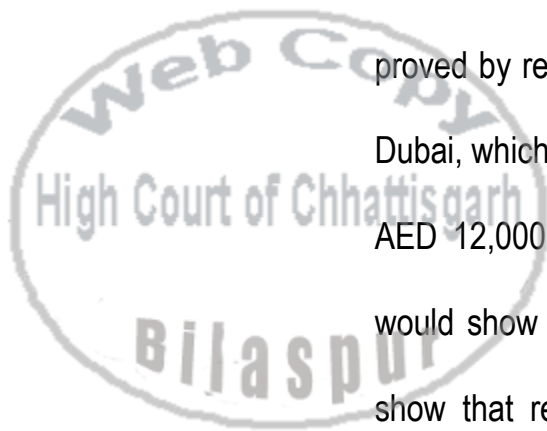 Web Copy
High Court of Chhattisgarh
Bilaspur
proved by re
Dubai, which
AED 12,000
would show
show that re